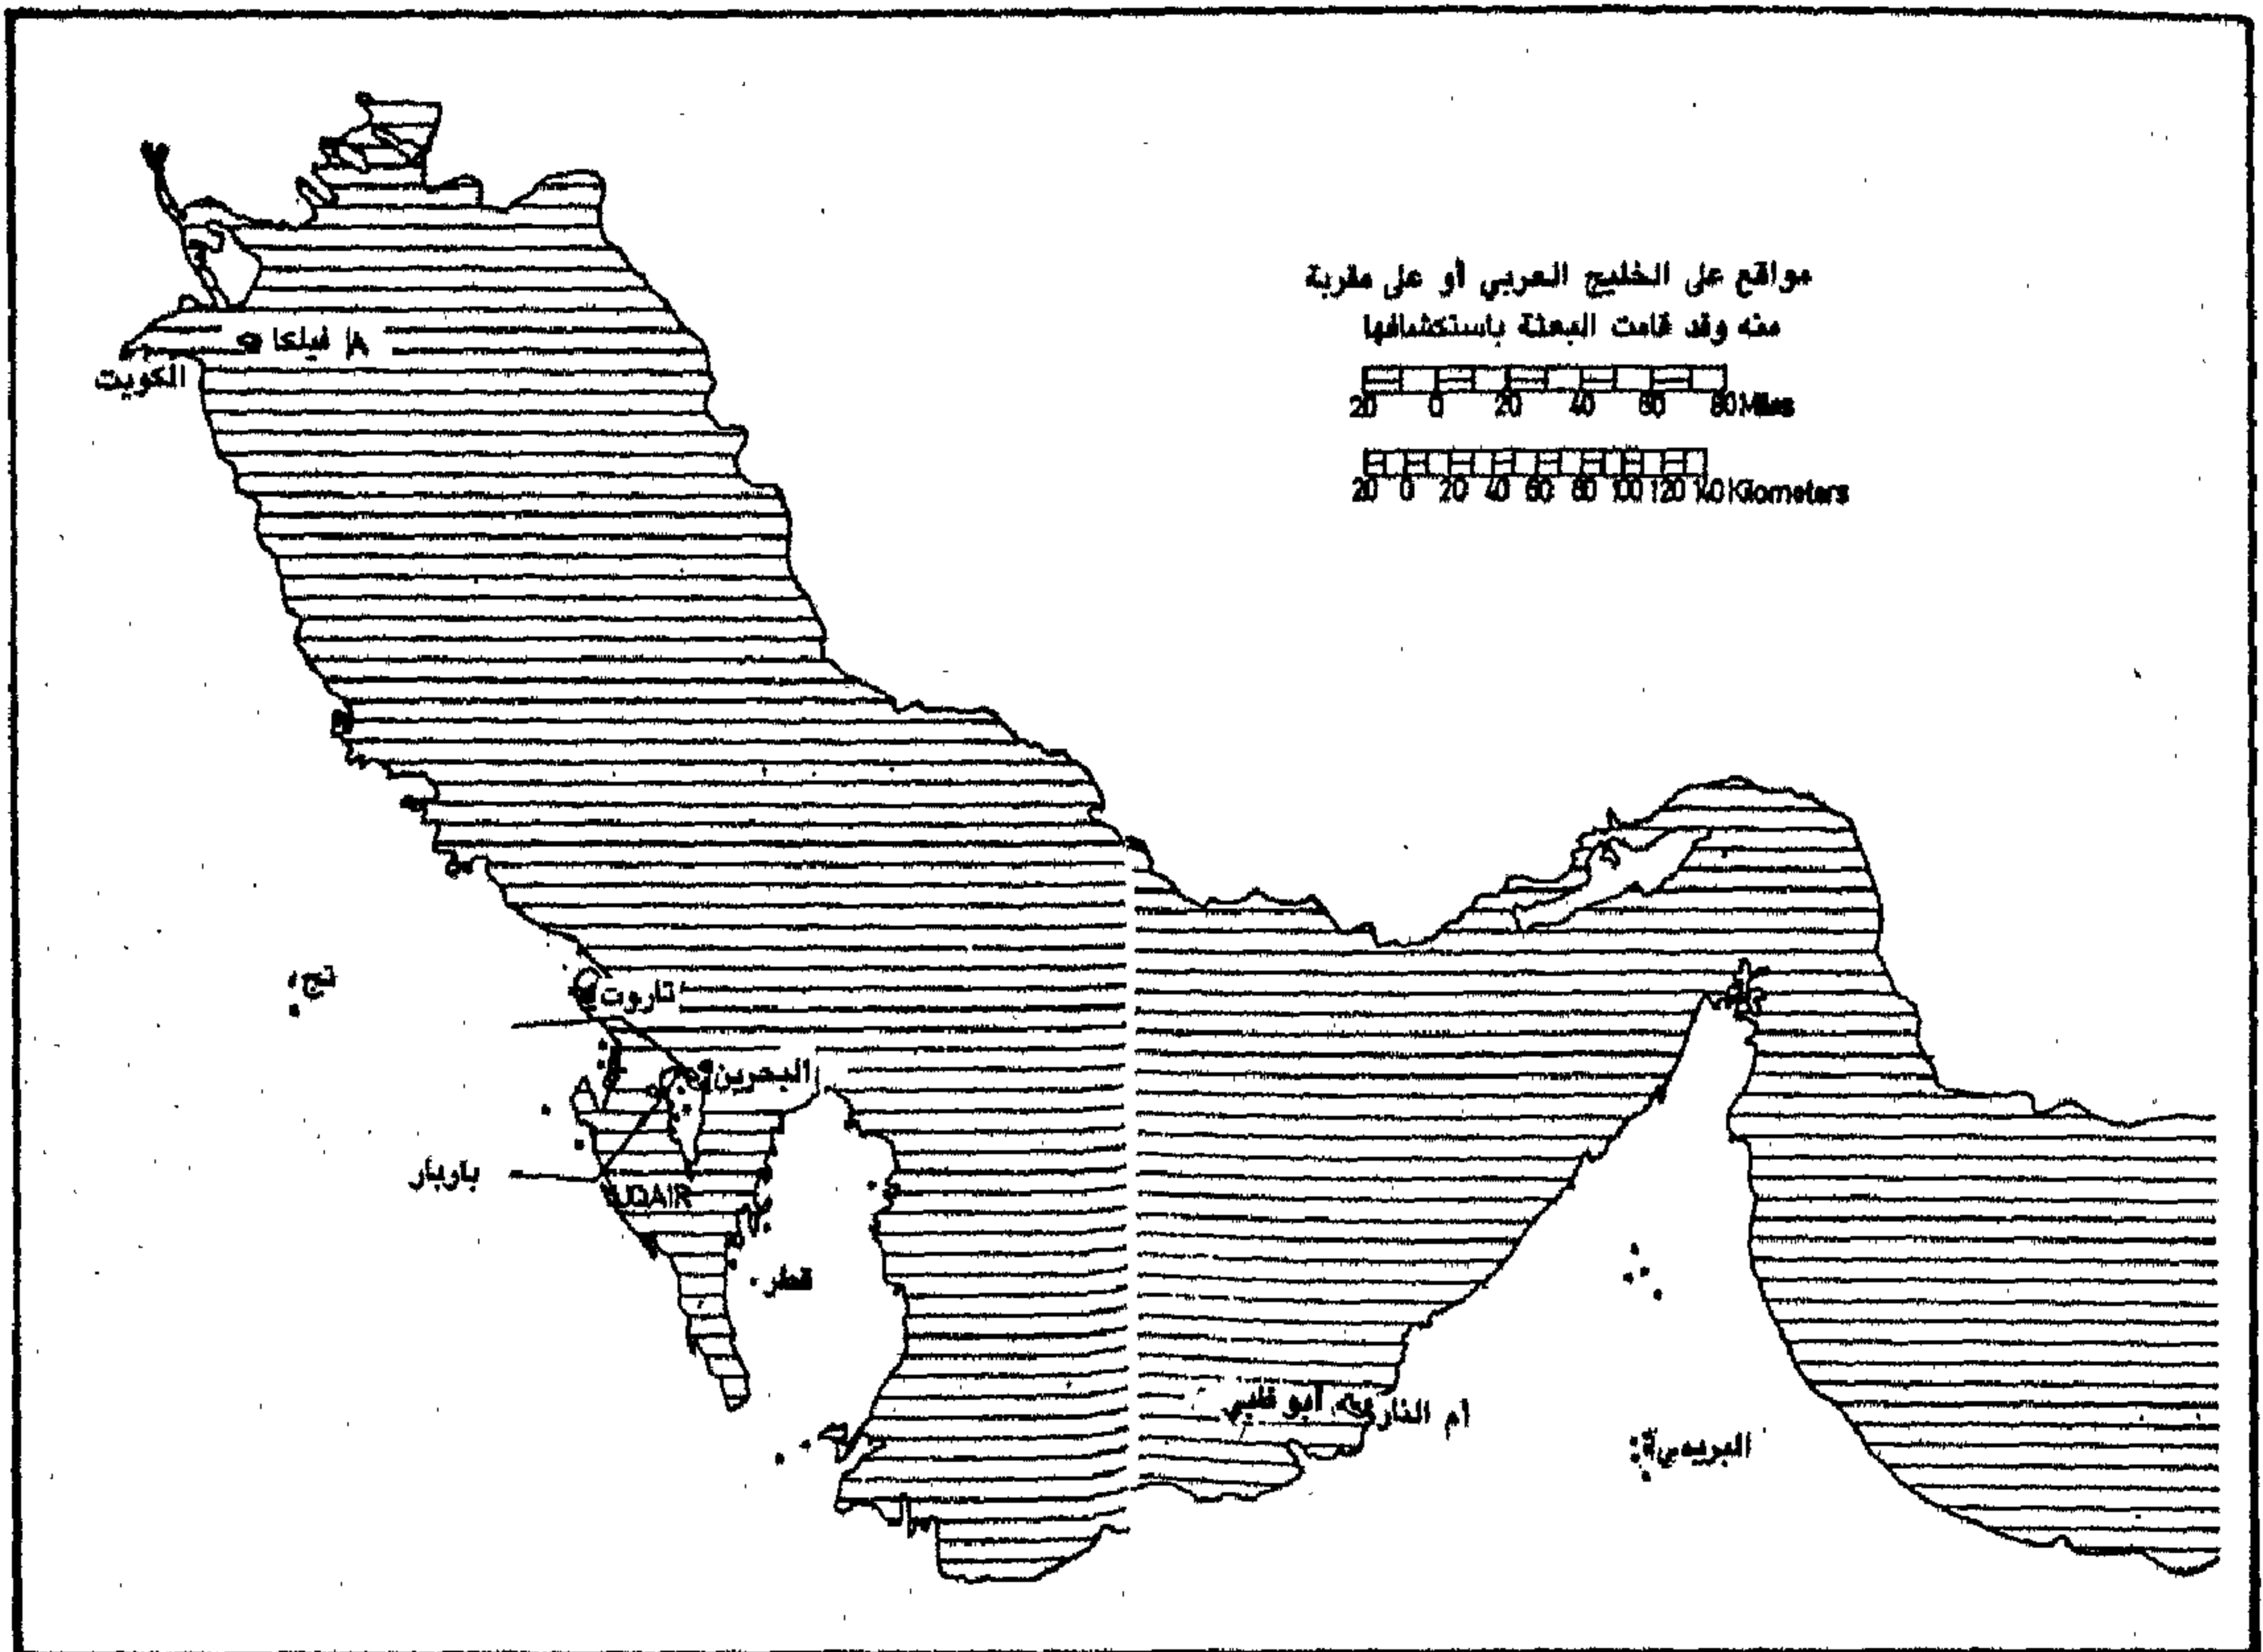 مواقع على الخليج العربي أو على مقربة
منه وقد قامت البعثة باستكشافها
20 0 20 40 60 80 Miles
20 0 20 40 60 80 100 120 140 Kilometers
فيلكا
الكويت
تج
تاروت
البحرين
باربار
UQAIR
قطر
أم النار
أبو ظبي
البريمي